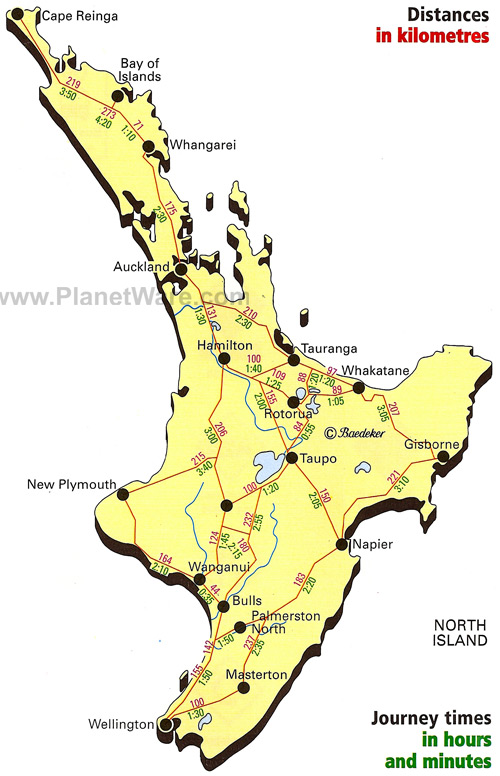 Distances
in kilometres
Cape Reinga
Bay of
Islands
219
3:50
273
4:20
71
1:10
Whangarei
175
2:30
Auckland
www.PlanetWare.com
131
1:30
210
2:30
Hamilton
100
1:40
Tauranga
109
1:25
88
1:20
97
1:20
Whakatane
89
1:05
155
2:00
Rotorua
84
0:55
207
3:05
206
3:00
© Baedeker
Gisborne
215
3:40
Taupo
221
3:10
New Plymouth
100
1:20
150
2:05
232
2:55
124
1:45
180
2:15
Napier
164
2:10
Wanganui
44
0:35
183
2:20
Bulls
Palmerston
North
142
1:50
237
2:35
NORTH
ISLAND
155
1:50
Masterton
100
1:30
Wellington
Journey times
in hours
and minutes